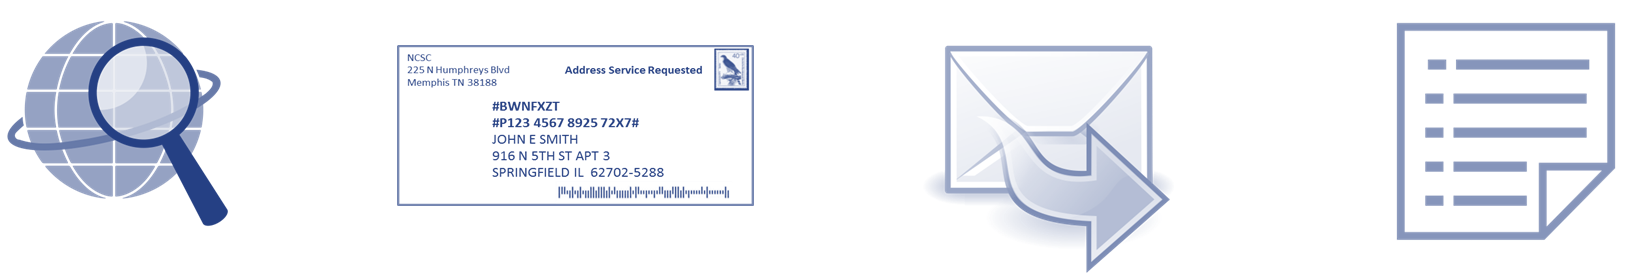 NCSC
225 N Humphreys Blvd
Memphis TN 38188
Address Service Requested
40
#BWNFXZT
#P123 4567 8925 72X7#
JOHN E SMITH
916 N 5TH ST APT 3
SPRINGFIELD IL 62702-5288